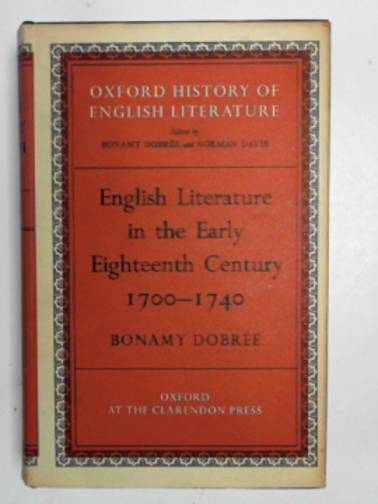 OXFORD HISTORY OF
ENGLISH LITERATURE
Edited by
BONAMY DOBRÉE and NORMAN DAVIS
English Literature
in the Early
Eighteenth Century
1700—1740
BONAMY DOBRÉE
OXFORD
AT THE CLARENDON PRESS